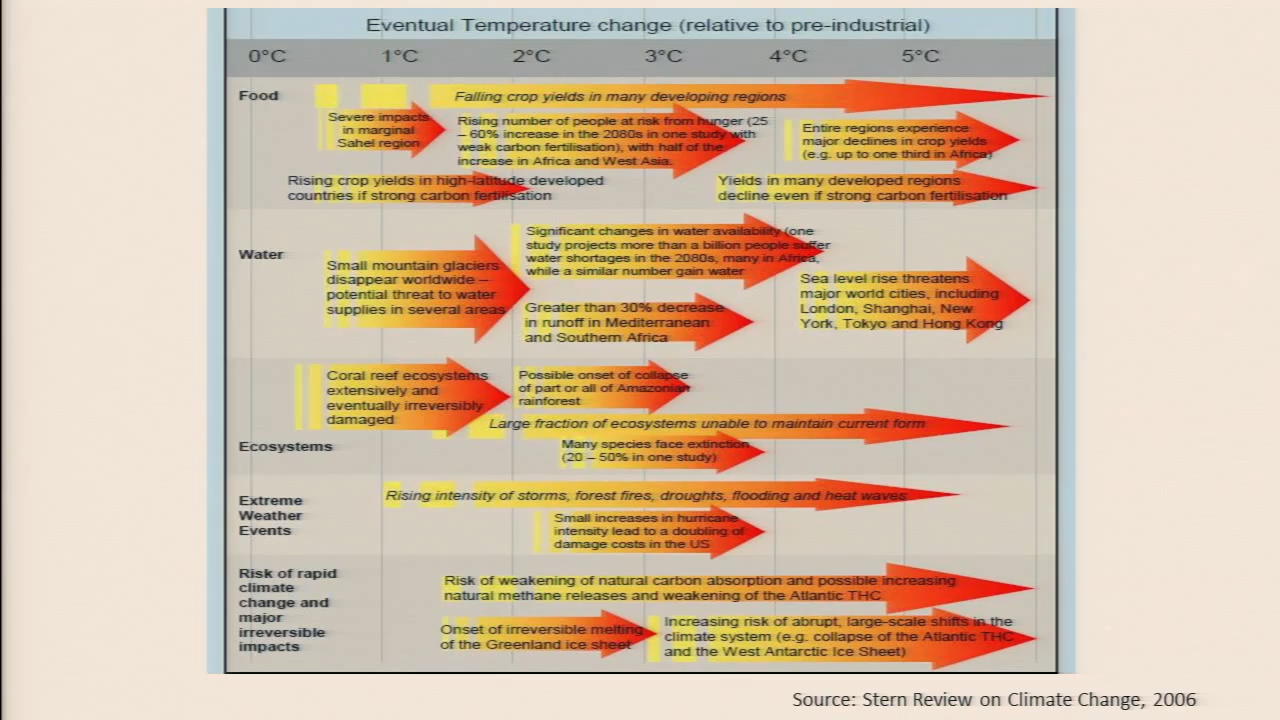 Eventual Temperature change (relative to pre-industrial)
0°C 1°C 2°C 3°C 4°C 5°C
Food
Falling crop yields in many developing regions
Severe impacts
in marginal
Sahel region
Rising number of people at risk from hunger (25
– 60% increase in the 2080s in one study with
weak carbon fertilisation), with half of the
increase in Africa and West Asia.
Entire regions experience
major declines in crop yields
(e.g. up to one third in Africa)
Rising crop yields in high-latitude developed
countries if strong carbon fertilisation
Yields in many developed regions
decline even if strong carbon fertilisation
Water
Small mountain glaciers
disappear worldwide –
potential threat to water
supplies in several areas
Significant changes in water availability (one
study projects more than a billion people suffer
water shortages in the 2080s, many in Africa,
while a similar number gain water
Greater than 30% decrease
in runoff in Mediterranean
and Southern Africa
Sea level rise threatens
major world cities, including
London, Shanghai, New
York, Tokyo and Hong Kong
Ecosystems
Coral reef ecosystems
extensively and
eventually irreversibly
damaged
Possible onset of collapse
of part or all of Amazonian
rainforest
Large fraction of ecosystems unable to maintain current form
Many species face extinction
(20 – 50% in one study)
Extreme
Weather
Events
Rising intensity of storms, forest fires, droughts, flooding and heat waves
Small increases in hurricane
intensity lead to a doubling of
damage costs in the US
Risk of rapid
climate
change and
major
irreversible
impacts
Risk of weakening of natural carbon absorption and possible increasing
natural methane releases and weakening of the Atlantic THC
Onset of irreversible melting
of the Greenland ice sheet
Increasing risk of abrupt, large-scale shifts in the
climate system (e.g. collapse of the Atlantic THC
and the West Antarctic Ice Sheet)
Source: Stern Review on Climate Change, 2006